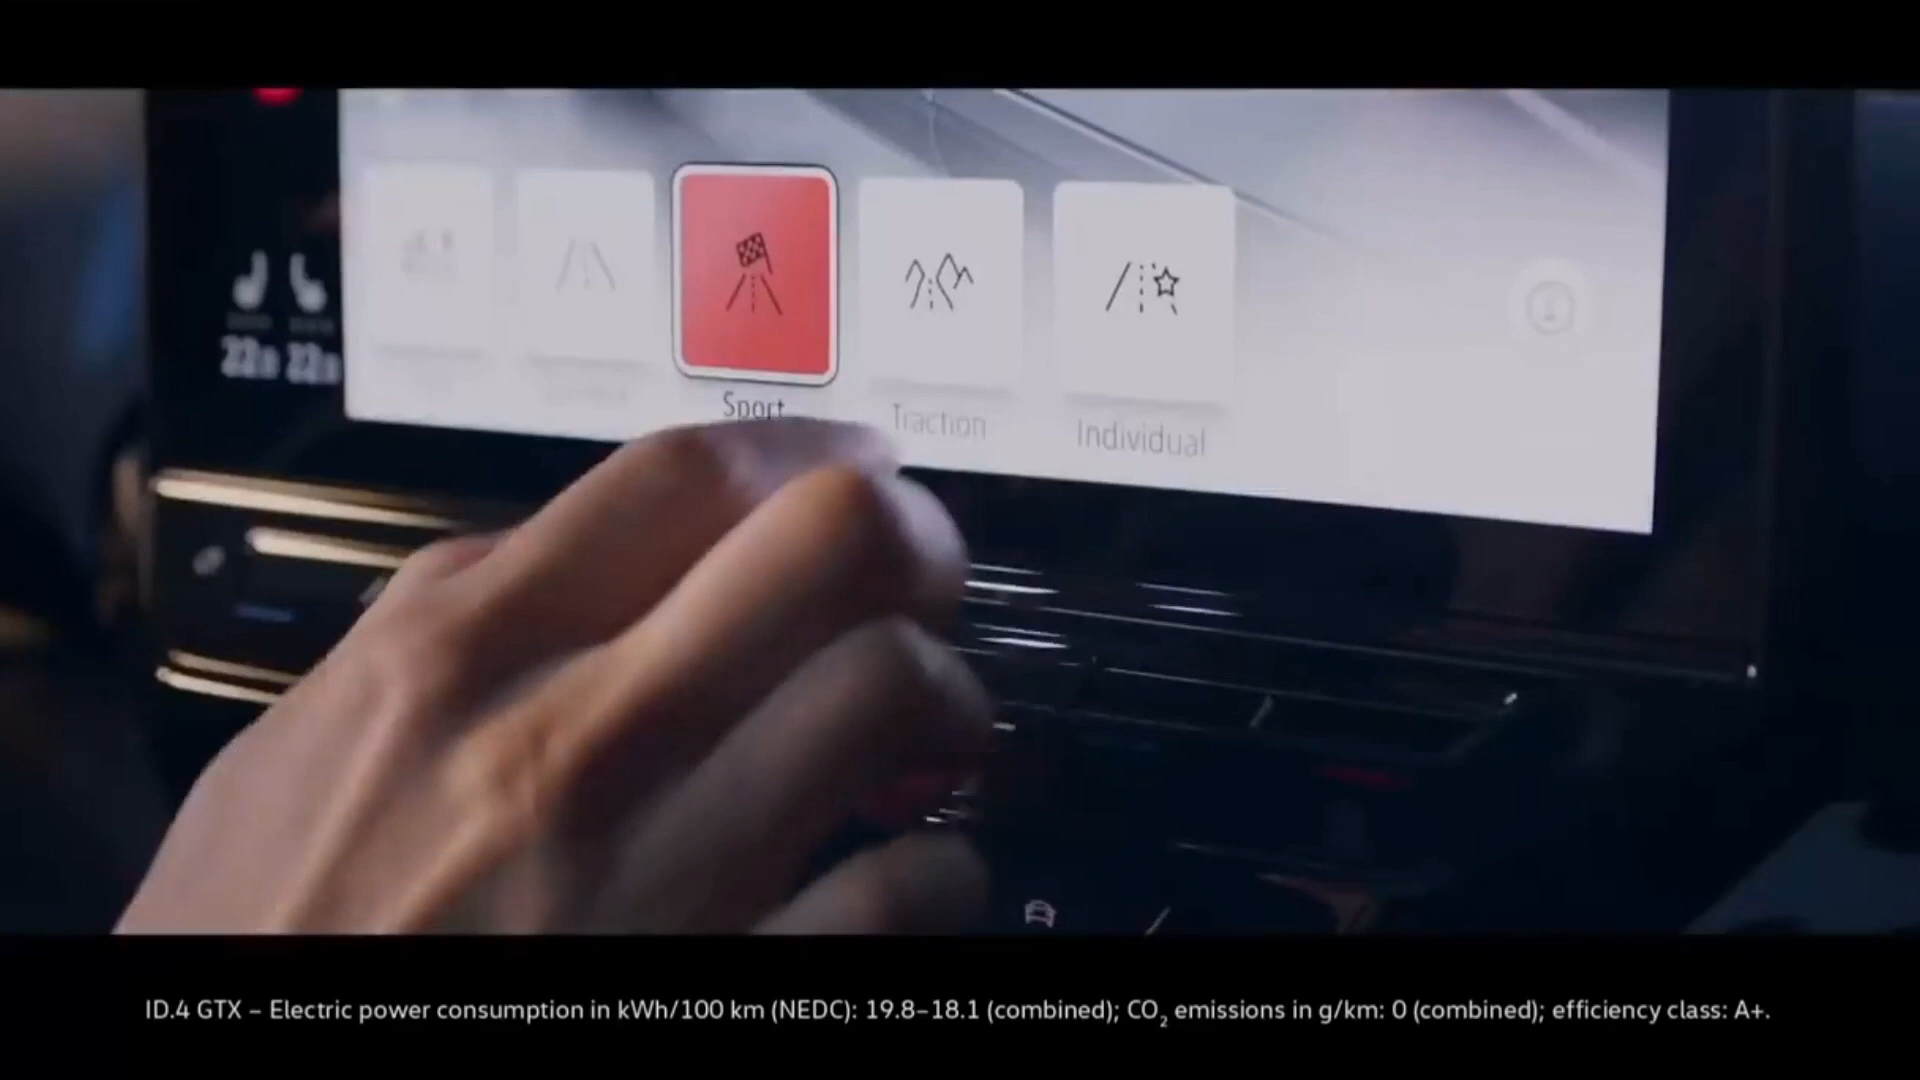 Sport
Traction
Individual
ID.4 GTX – Electric power consumption in kWh/100 km (NEDC): 19.8–18.1 (combined); CO₂ emissions in g/km: 0 (combined); efficiency class: A+.